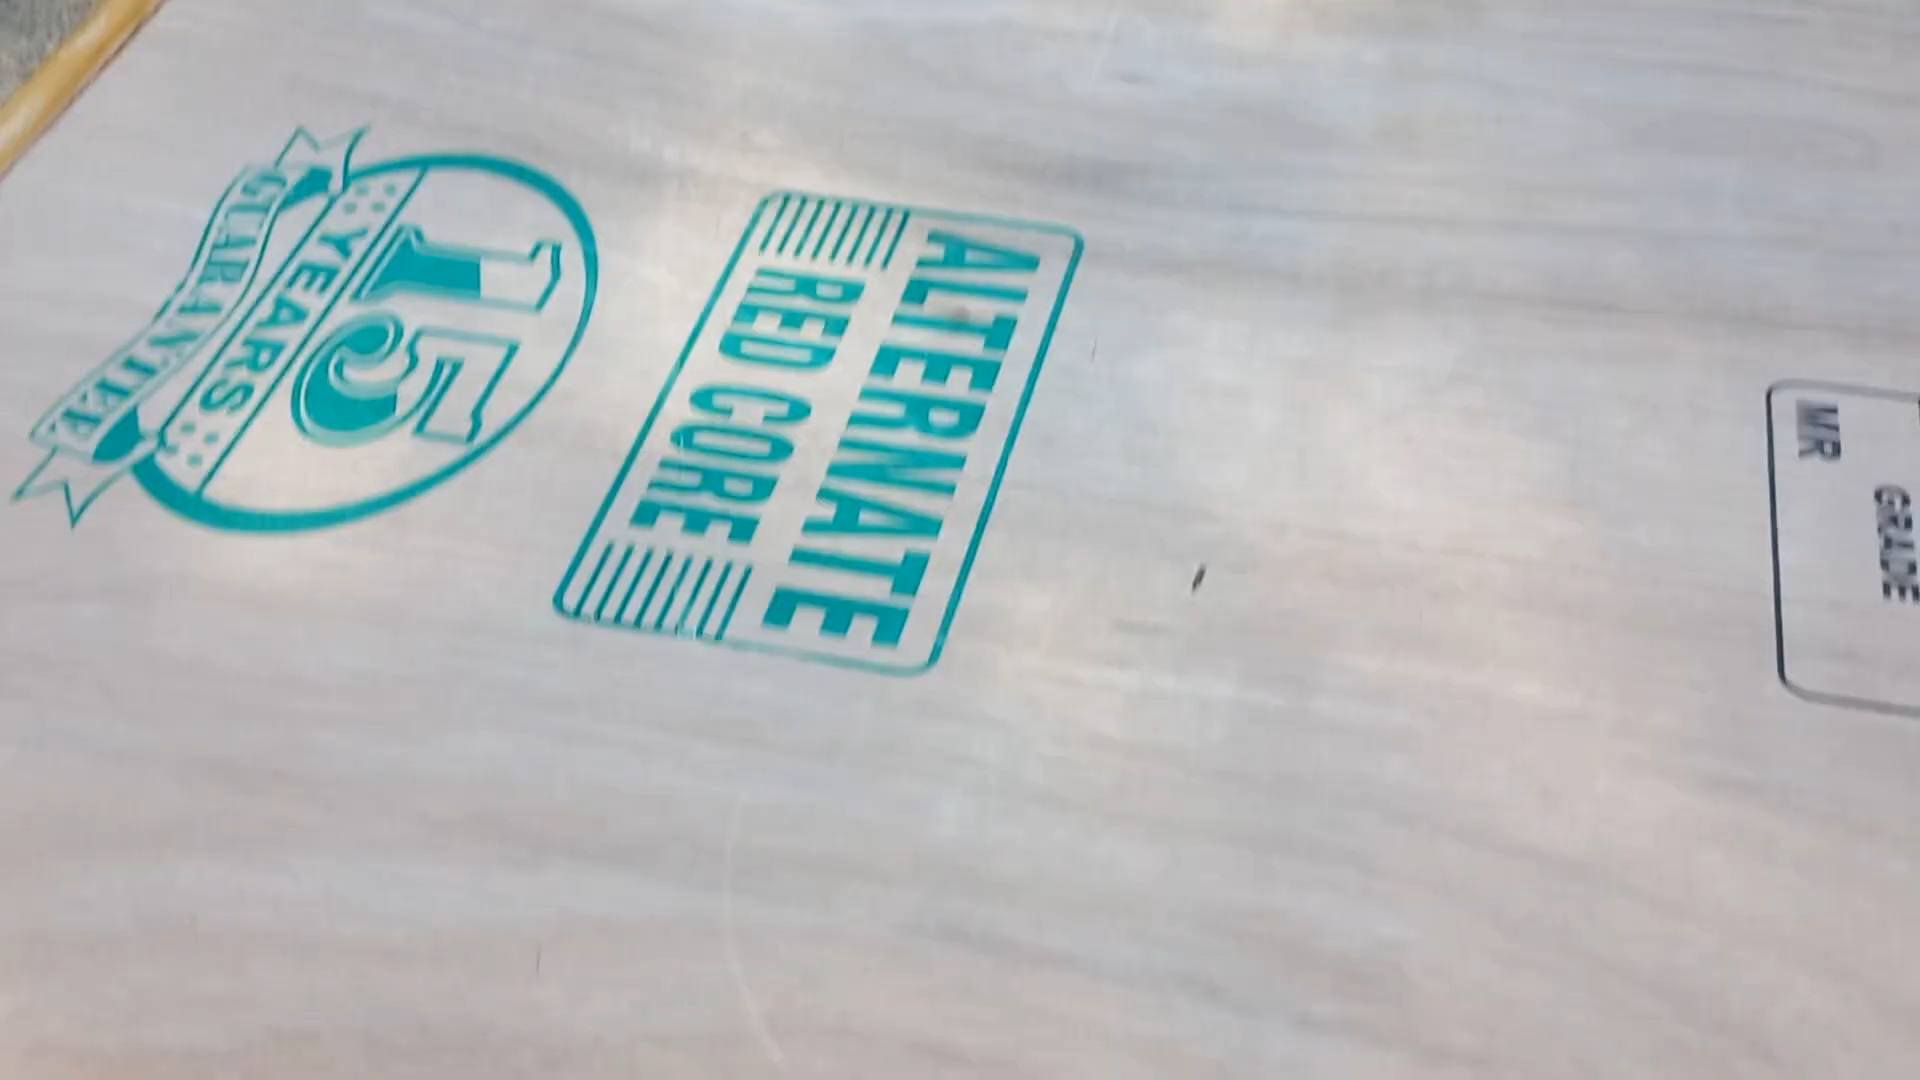 15
YEARS
GUARANTEE
ALTERNATE
RED CORE
MR
GRADE